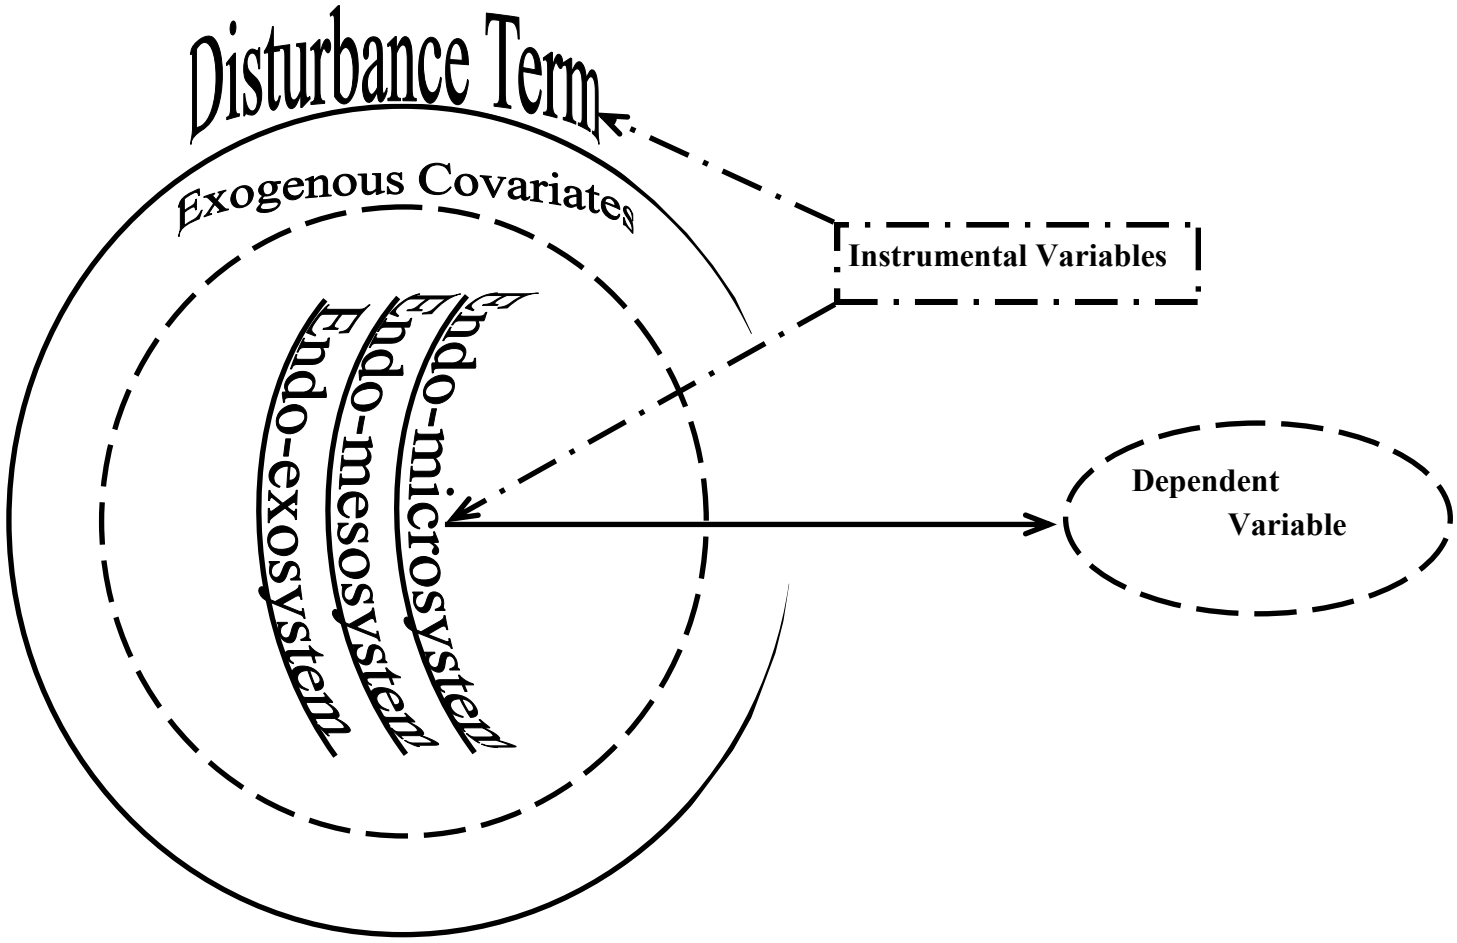 Disturbance Term
Exogenous Covariates
Instrumental Variables
Endo-exosystem
Endo-mesosystem
Endo-microsystem
Dependent
Variable